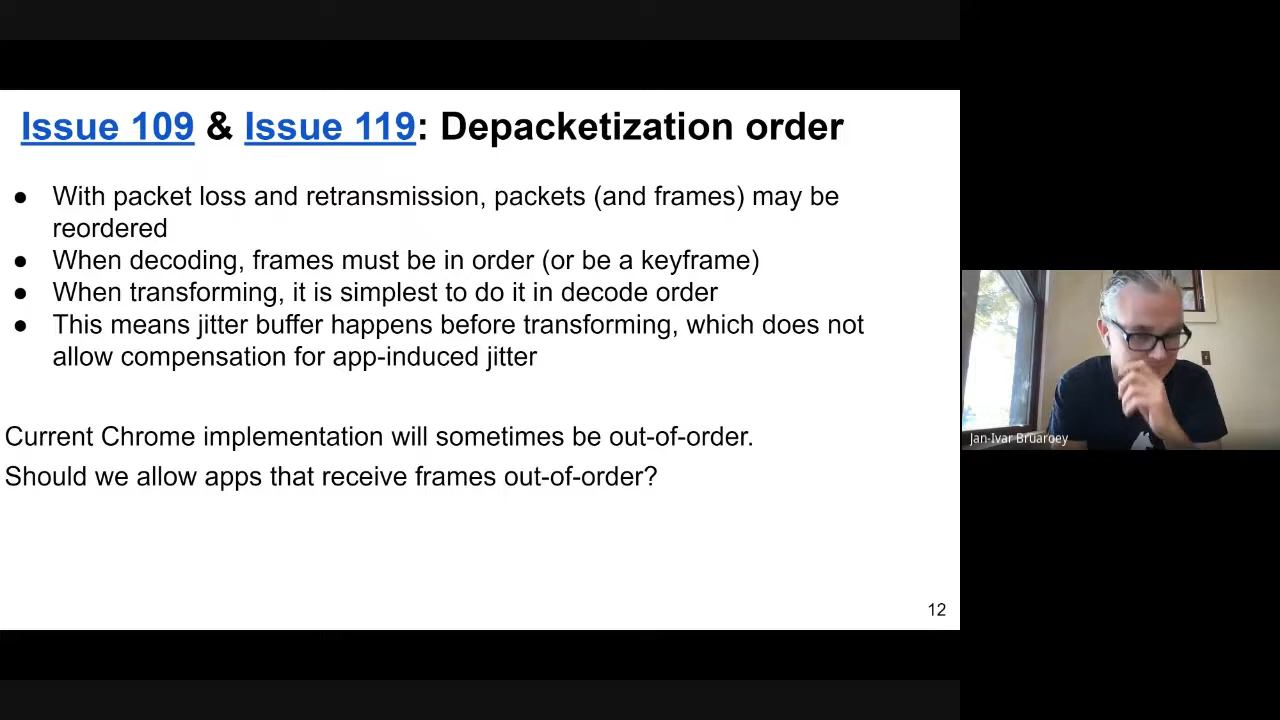 Issue 109 & Issue 119: Depacketization order
● With packet loss and retransmission, packets (and frames) may be
reordered
● When decoding, frames must be in order (or be a keyframe)
● When transforming, it is simplest to do it in decode order
● This means jitter buffer happens before transforming, which does not
allow compensation for app-induced jitter
Current Chrome implementation will sometimes be out-of-order.
Should we allow apps that receive frames out-of-order?
12
Jan-Ivar Bruaroey